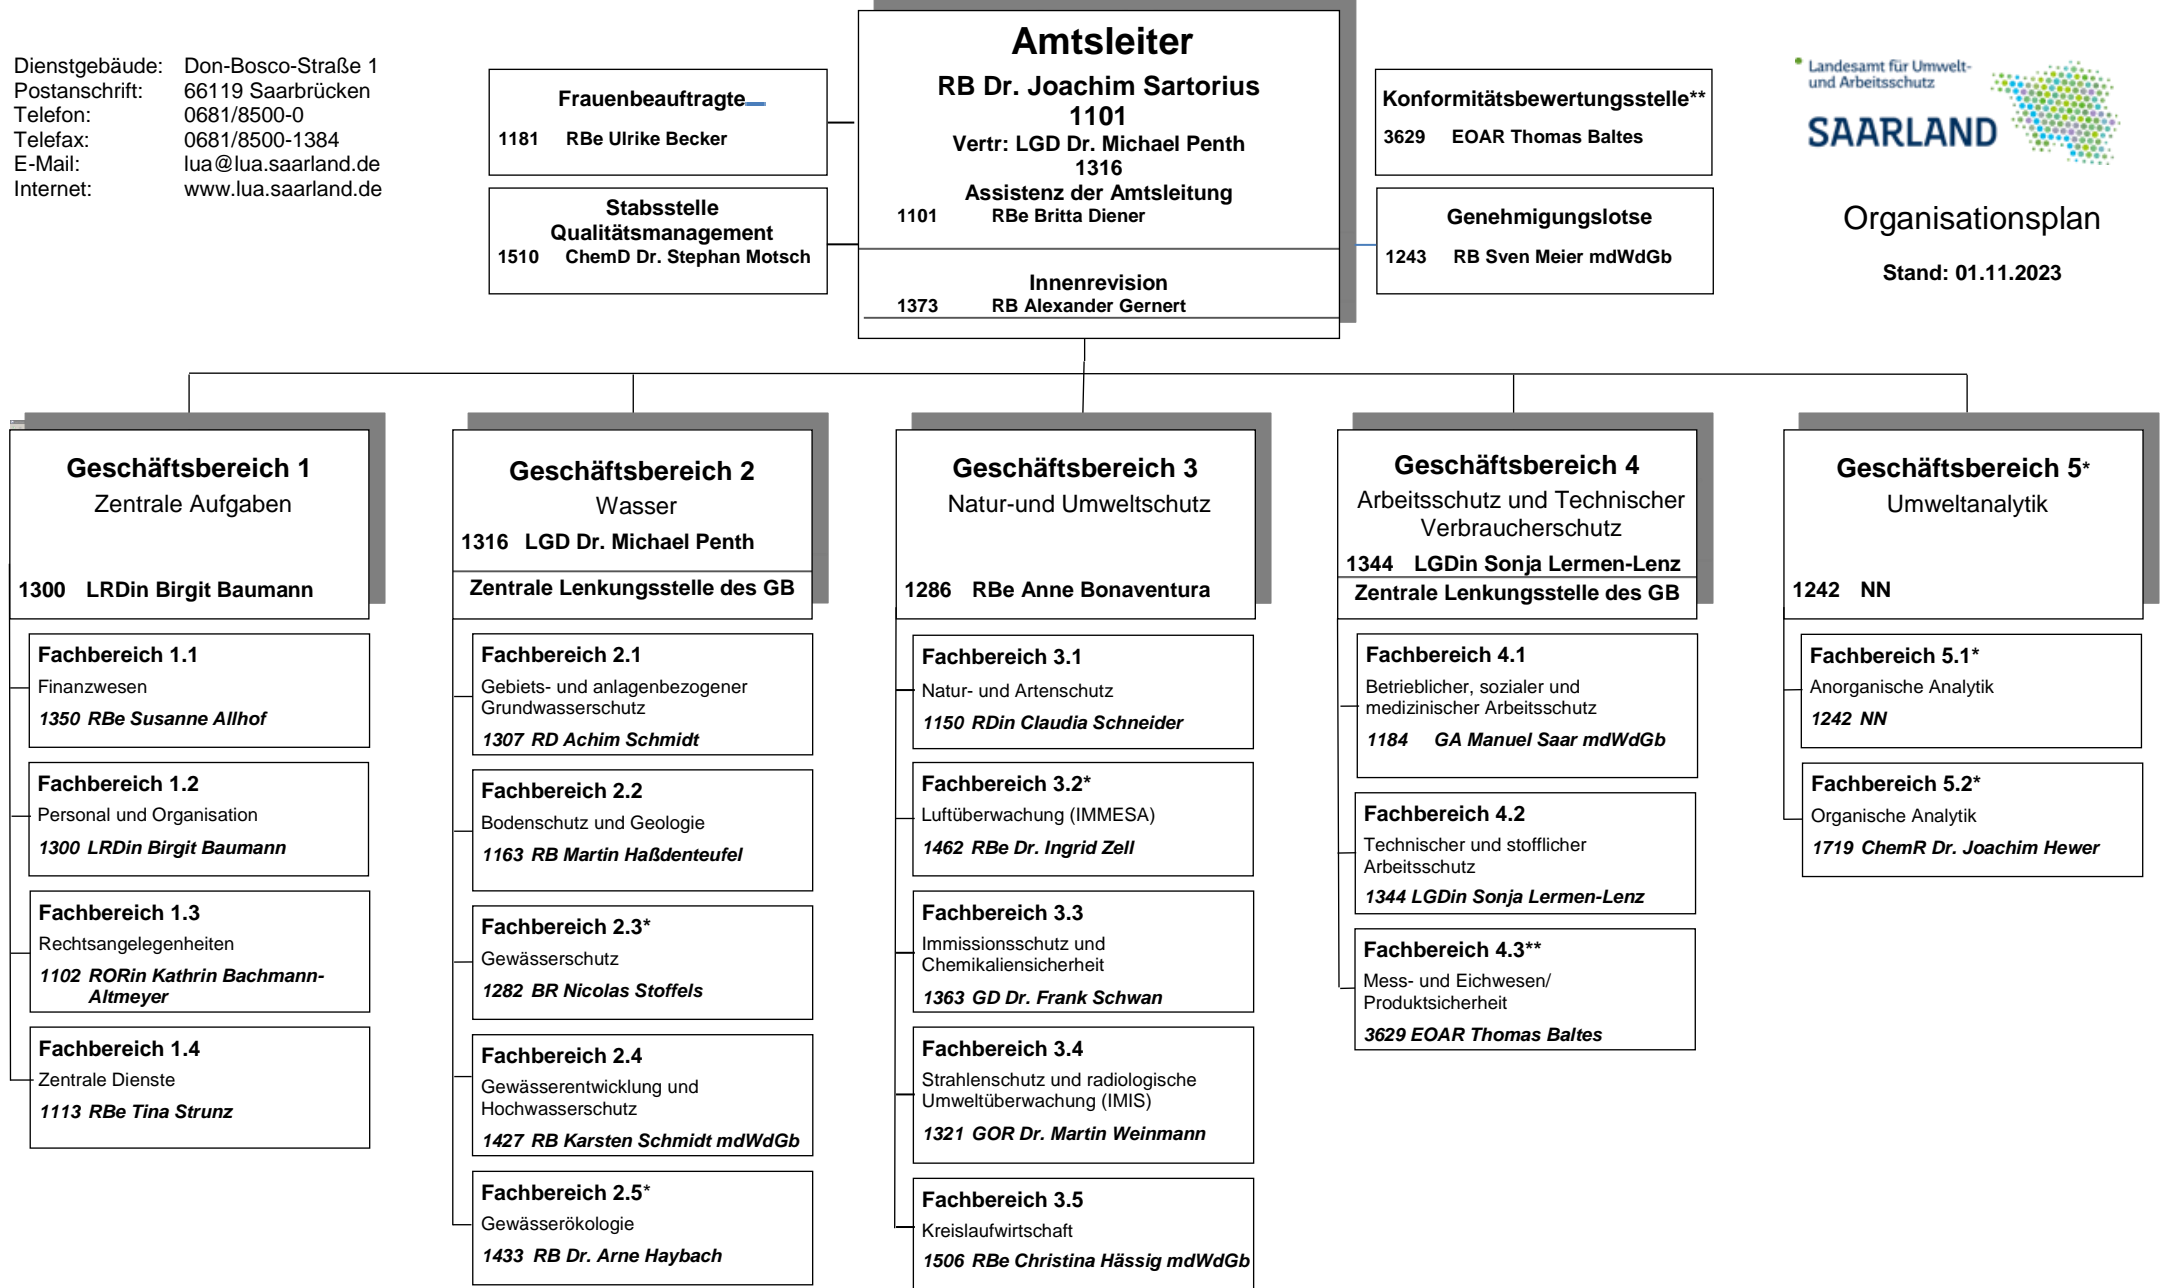 Dienstgebäude: Don-Bosco-Straße 1
Postanschrift: 66119 Saarbrücken
Telefon: 0681/8500-0
Telefax: 0681/8500-1384
E-Mail: lua@lua.saarland.de
Internet: www.lua.saarland.de
Frauenbeauftragte
1181 RBe Ulrike Becker
Stabsstelle
Qualitätsmanagement
1510 ChemD Dr. Stephan Motsch
Amtsleiter
RB Dr. Joachim Sartorius
1101
Vertr: LGD Dr. Michael Penth
1316
Assistenz der Amtsleitung
1101 RBe Britta Diener
Innenrevision
1373 RB Alexander Gernert
Konformitätsbewertungsstelle**
3629 EOAR Thomas Baltes
Genehmigungslotse
1243 RB Sven Meier mdWdGb
Landesamt für Umwelt-
und Arbeitsschutz
SAARLAND
Organisationsplan
Stand: 01.11.2023
Geschäftsbereich 1
Zentrale Aufgaben
1300 LRDin Birgit Baumann
Fachbereich 1.1
Finanzwesen
1350 RBe Susanne Allhof
Fachbereich 1.2
Personal und Organisation
1300 LRDin Birgit Baumann
Fachbereich 1.3
Rechtsangelegenheiten
1102 RORin Kathrin Bachmann-
Altmeyer
Fachbereich 1.4
Zentrale Dienste
1113 RBe Tina Strunz
Geschäftsbereich 2
Wasser
1316 LGD Dr. Michael Penth
Zentrale Lenkungsstelle des GB
Fachbereich 2.1
Gebiets- und anlagenbezogener
Grundwasserschutz
1307 RD Achim Schmidt
Fachbereich 2.2
Bodenschutz und Geologie
1163 RB Martin Haßdenteufel
Fachbereich 2.3*
Gewässerschutz
1282 BR Nicolas Stoffels
Fachbereich 2.4
Gewässerentwicklung und
Hochwasserschutz
1427 RB Karsten Schmidt mdWdGb
Fachbereich 2.5*
Gewässerökologie
1433 RB Dr. Arne Haybach
Geschäftsbereich 3
Natur-und Umweltschutz
1286 RBe Anne Bonaventura
Fachbereich 3.1
Natur- und Artenschutz
1150 RDin Claudia Schneider
Fachbereich 3.2*
Luftüberwachung (IMMESA)
1462 RBe Dr. Ingrid Zell
Fachbereich 3.3
Immissionsschutz und
Chemikaliensicherheit
1363 GD Dr. Frank Schwan
Fachbereich 3.4
Strahlenschutz und radiologische
Umweltüberwachung (IMIS)
1321 GOR Dr. Martin Weinmann
Fachbereich 3.5
Kreislaufwirtschaft
1506 RBe Christina Hässig mdWdGb
Geschäftsbereich 4
Arbeitsschutz und Technischer
Verbraucherschutz
1344 LGDin Sonja Lermen-Lenz
Zentrale Lenkungsstelle des GB
Fachbereich 4.1
Betrieblicher, sozialer und
medizinischer Arbeitsschutz
1184 GA Manuel Saar mdWdGb
Fachbereich 4.2
Technischer und stofflicher
Arbeitsschutz
1344 LGDin Sonja Lermen-Lenz
Fachbereich 4.3**
Mess- und Eichwesen/
Produktsicherheit
3629 EOAR Thomas Baltes
Geschäftsbereich 5*
Umweltanalytik
1242 NN
Fachbereich 5.1*
Anorganische Analytik
1242 NN
Fachbereich 5.2*
Organische Analytik
1719 ChemR Dr. Joachim Hewer